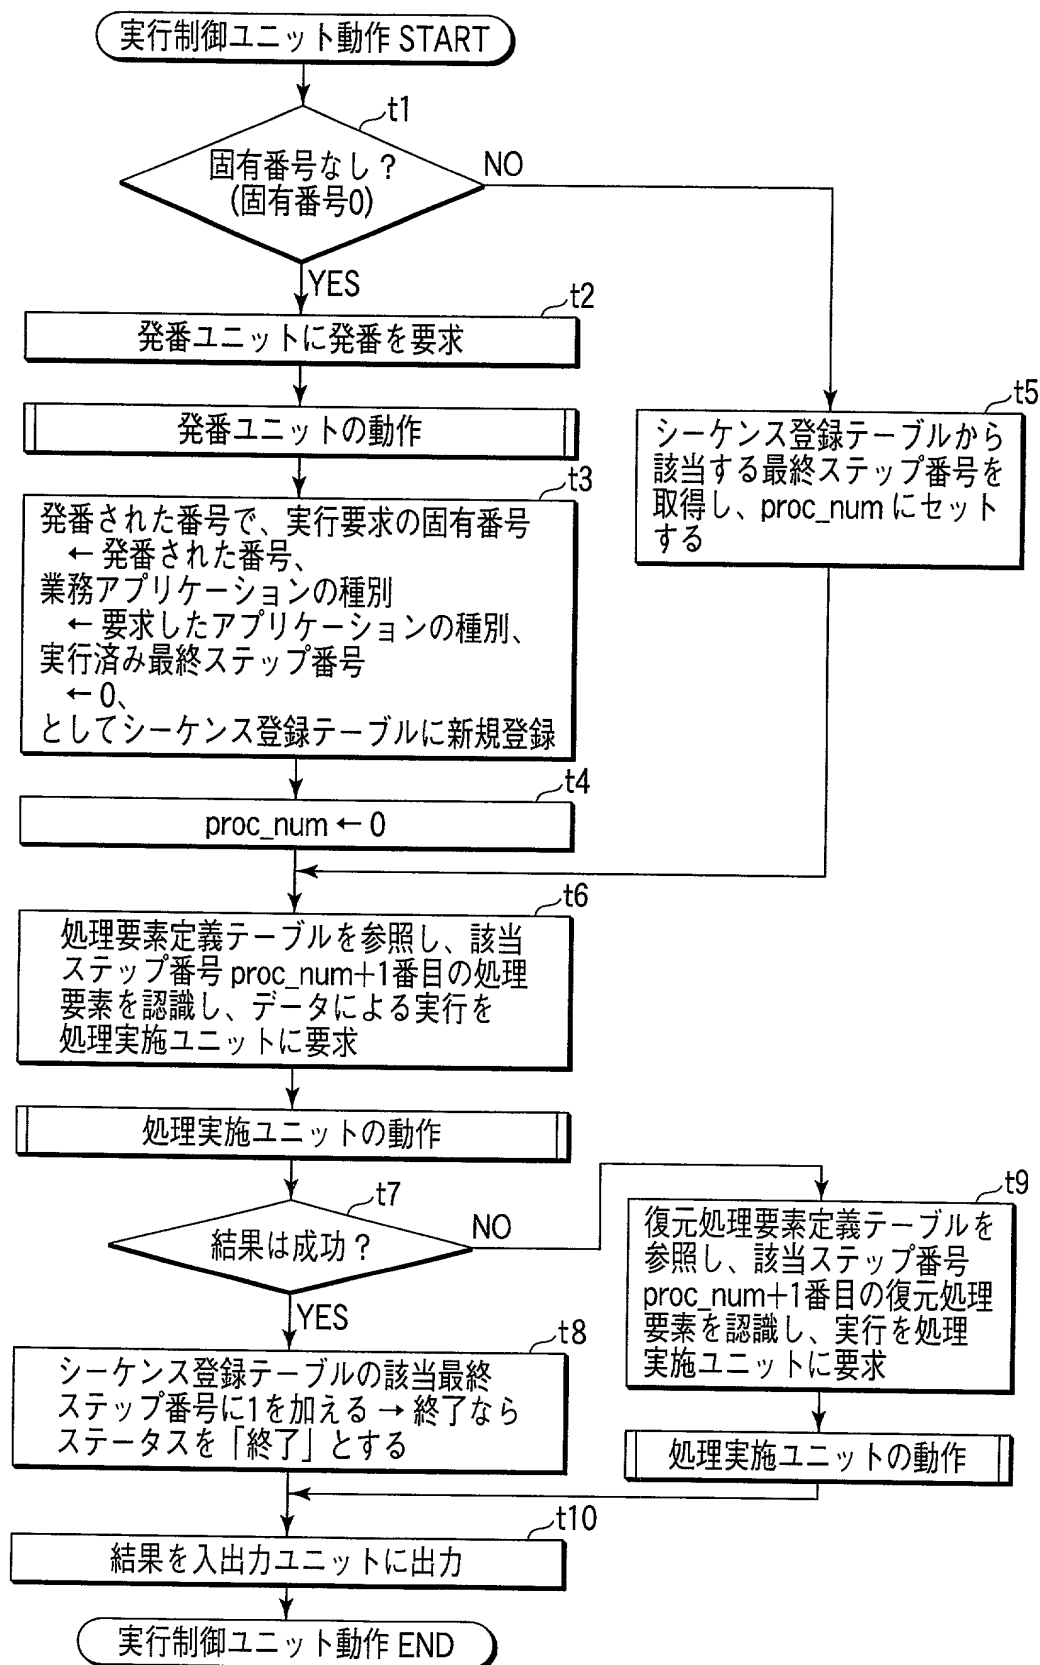 実行制御ユニット動作 START
t1
固有番号なし?
(固有番号0)
NO
YES
t2
発番ユニットに発番を要求
発番ユニットの動作
t5
シーケンス登録テーブルから
該当する最終ステップ番号を
取得し、proc_num にセット
する
t3
発番された番号で、実行要求の固有番号
← 発番された番号、
業務アプリケーションの種別
← 要求したアプリケーションの種別、
実行済み最終ステップ番号
← 0、
としてシーケンス登録テーブルに新規登録
t4
proc_num ← 0
t6
処理要素定義テーブルを参照し、該当
ステップ番号 proc_num+1番目の処理
要素を認識し、データによる実行を
処理実施ユニットに要求
処理実施ユニットの動作
t7
結果は成功?
NO
YES
t9
復元処理要素定義テーブルを
参照し、該当ステップ番号
proc_num+1番目の復元処理
要素を認識し、実行を処理
実施ユニットに要求
処理実施ユニットの動作
t8
シーケンス登録テーブルの該当最終
ステップ番号に1を加える → 終了なら
ステータスを「終了」とする
t10
結果を入出力ユニットに出力
実行制御ユニット動作 END